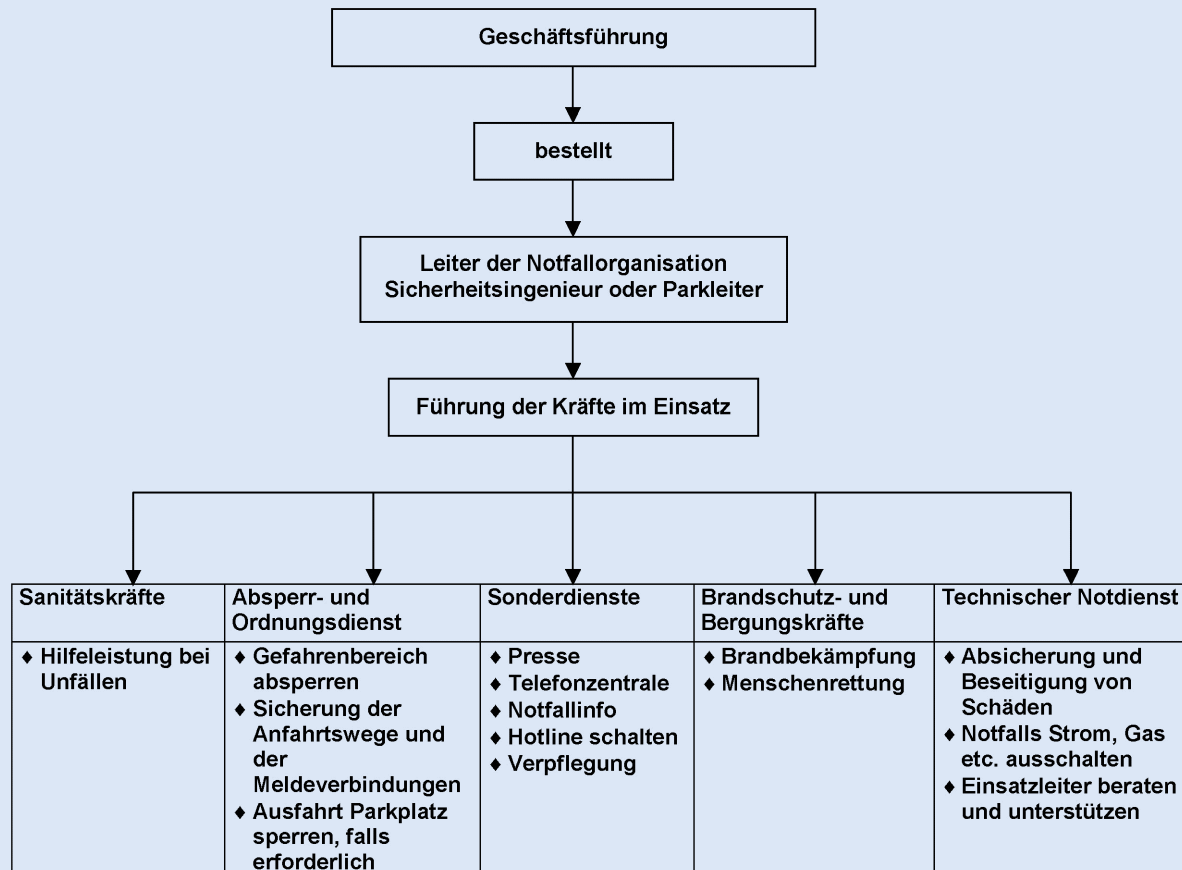 Geschäftsführung
bestellt
Leiter der Notfallorganisation
Sicherheitsingenieur oder Parkleiter
Führung der Kräfte im Einsatz
Sanitätskräfte
♦ Hilfeleistung bei
Unfällen
Absperr- und
Ordnungsdienst
♦ Gefahrenbereich
absperren
♦ Sicherung der
Anfahrtswege und
der
Meldeverbindungen
♦ Ausfahrt Parkplatz
sperren, falls
erforderlich
Sonderdienste
♦ Presse
♦ Telefonzentrale
♦ Notfallinfo
♦ Hotline schalten
♦ Verpflegung
Brandschutz- und
Bergungskräfte
♦ Brandbekämpfung
♦ Menschenrettung
Technischer Notdienst
♦ Absicherung und
Beseitigung von
Schäden
♦ Notfalls Strom, Gas
etc. ausschalten
♦ Einsatzleiter beraten
und unterstützen